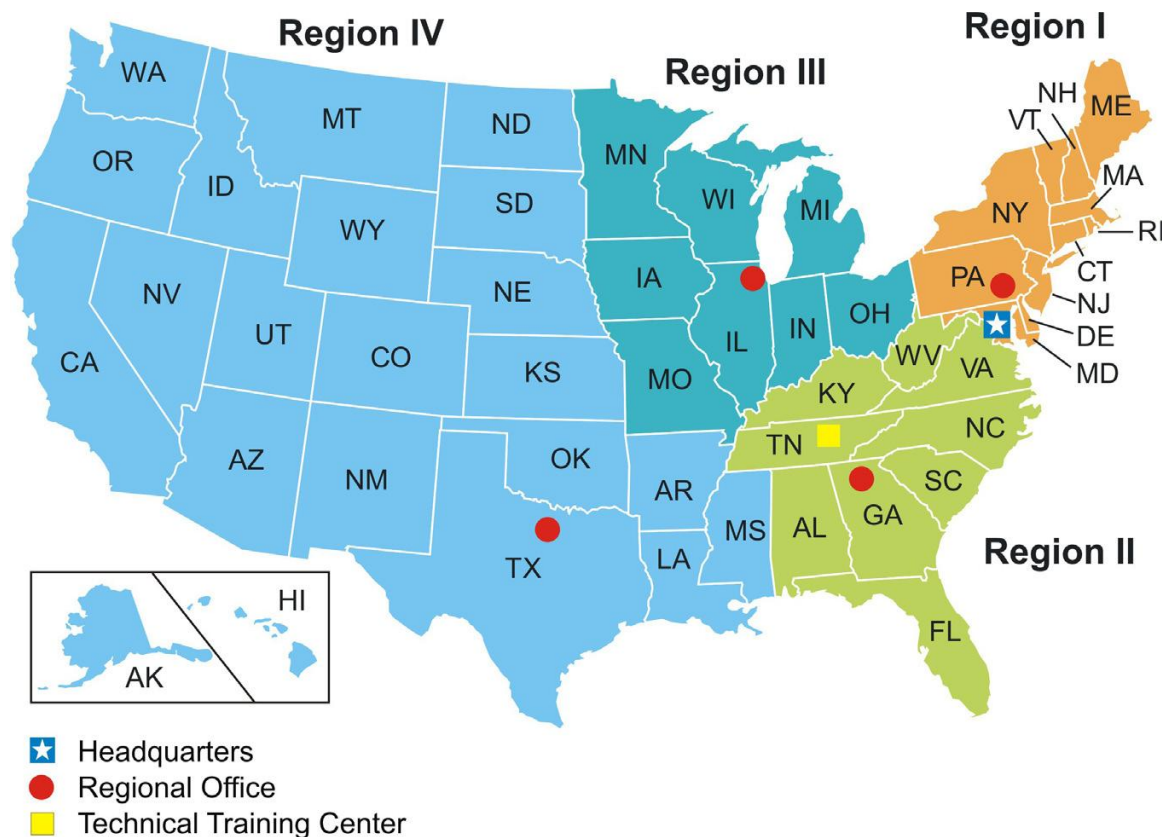 Region IV
Region III
Region I
WA
MT
ND
MN
NH
VT
ME
OR
ID
SD
WI
MI
MA
NY
WY
RI
IA
PA
CT
NV
NE
NJ
UT
CO
IL
IN
OH
DE
CA
KS
MO
WV
VA
MD
KY
AZ
NM
OK
TN
NC
AR
SC
MS
AL
GA
TX
LA
Region II
HI
FL
AK
Headquarters
Regional Office
Technical Training Center